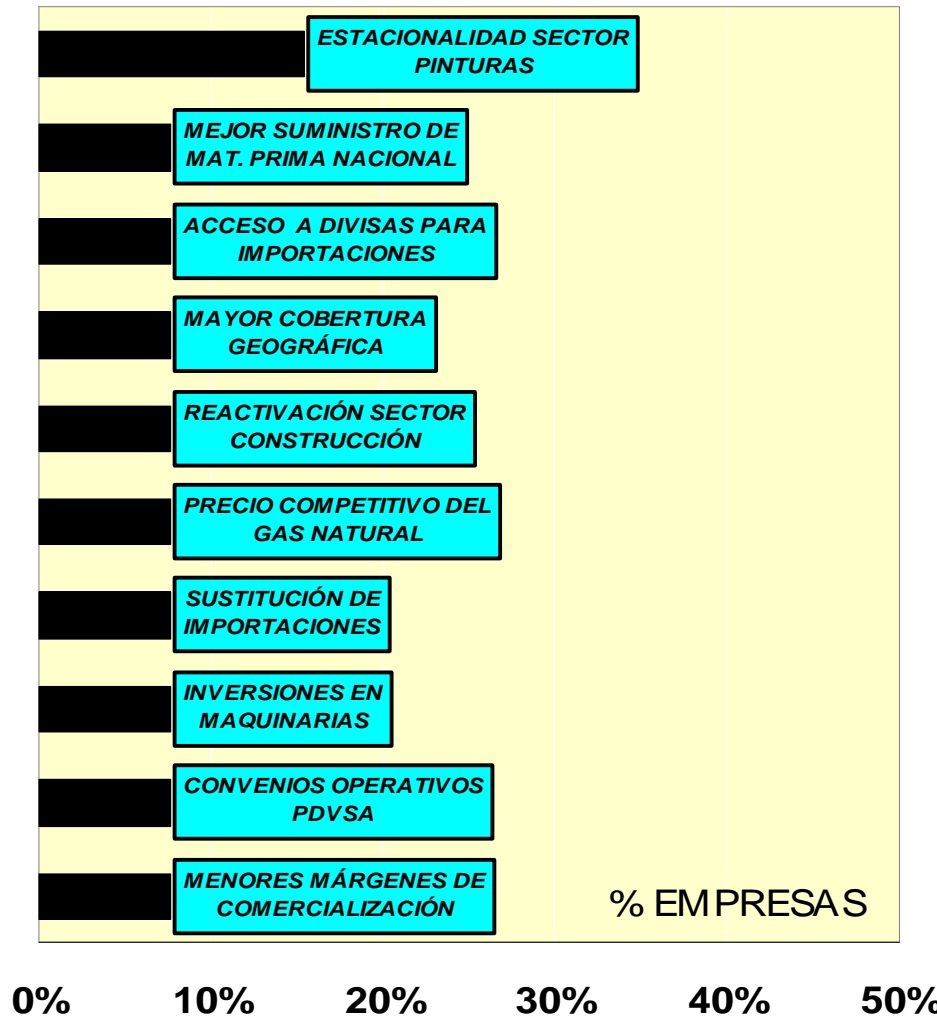 ESTACIONALIDAD SECTOR
PINTURAS
MEJOR SUMINISTRO DE
MAT. PRIMA NACIONAL
ACCESO A DIVISAS PARA
IMPORTACIONES
MAYOR COBERTURA
GEOGRÁFICA
REACTIVACIÓN SECTOR
CONSTRUCCIÓN
PRECIO COMPETITIVO DEL
GAS NATURAL
SUSTITUCIÓN DE
IMPORTACIONES
INVERSIONES EN
MAQUINARIAS
CONVENIOS OPERATIVOS
PDVSA
MENORES MÁRGENES DE
COMERCIALIZACIÓN
% EMPRESAS
0% 10% 20% 30% 40% 50%